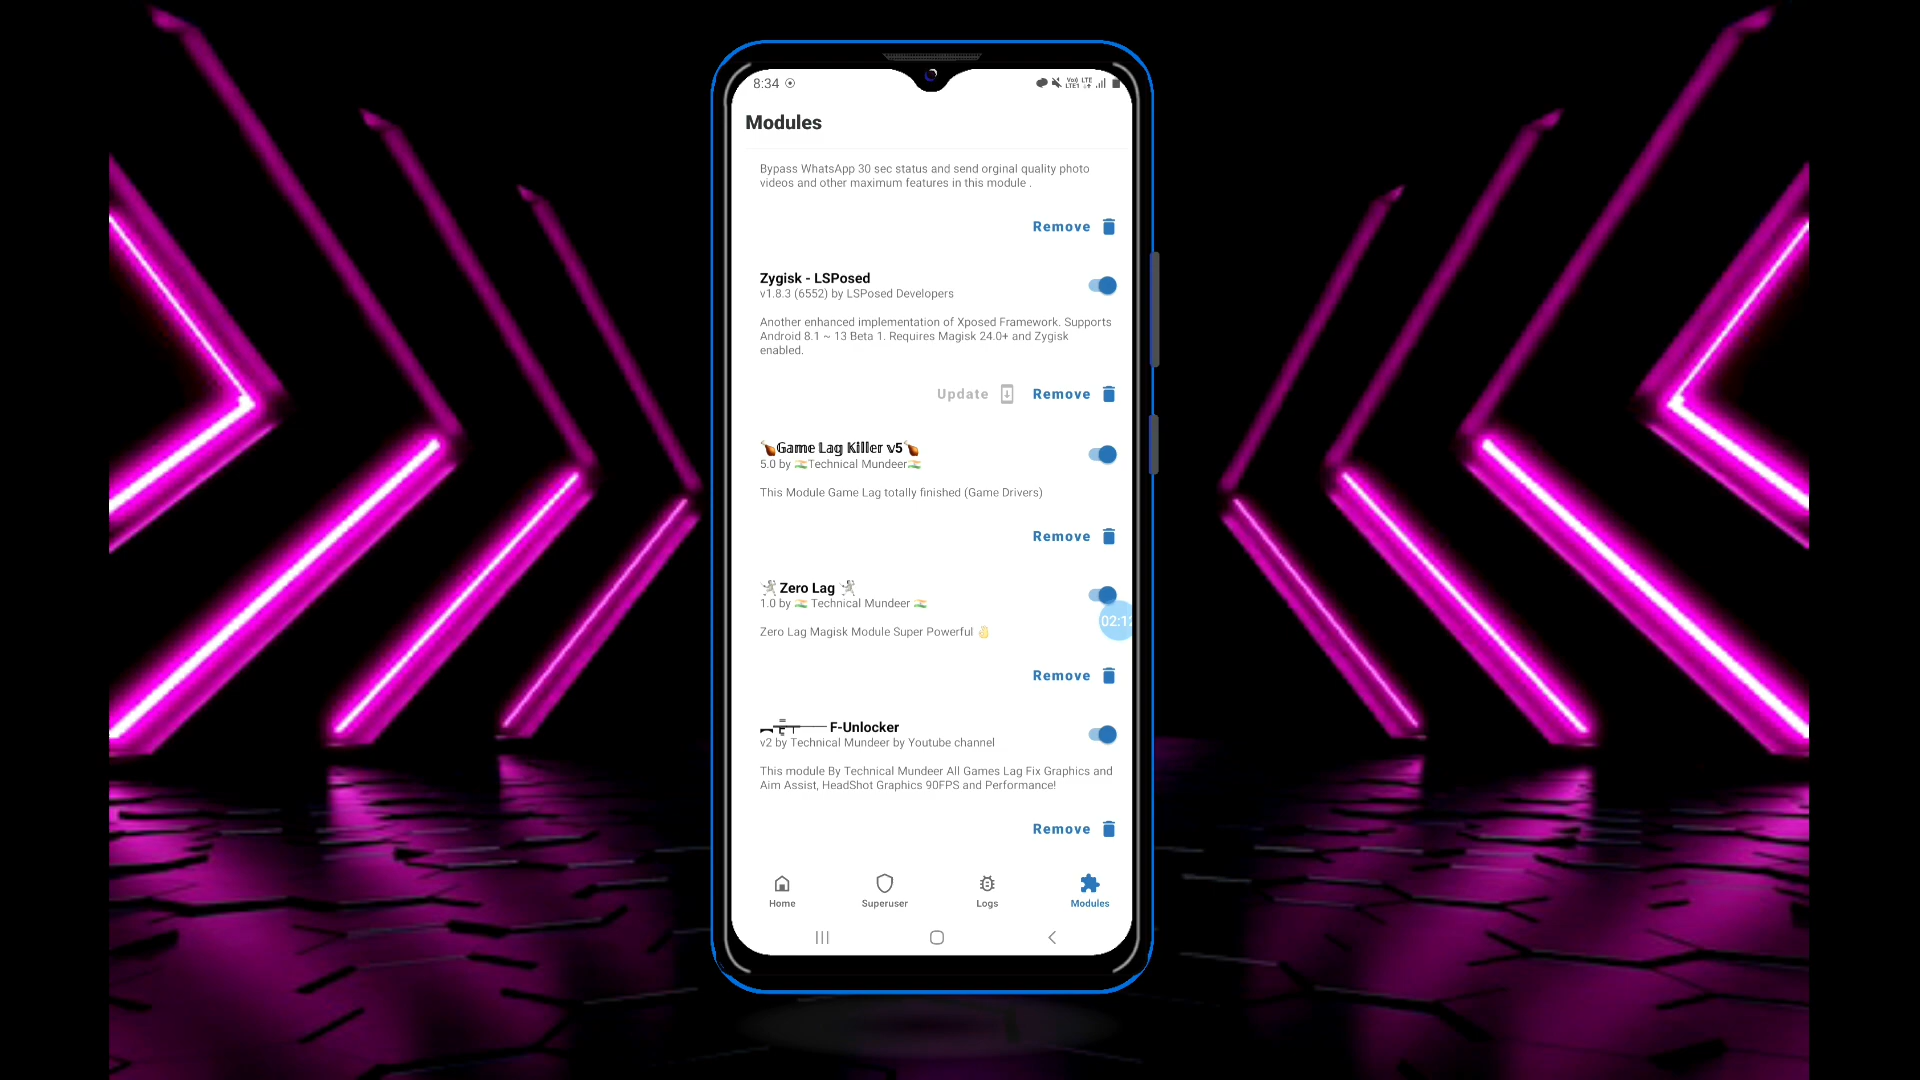 8:34
Vo) LTE
LTE1
Modules
Bypass WhatsApp 30 sec status and send orginal quality photo
videos and other maximum features in this module .
Remove
Zygisk - LSPosed
v1.8.3 (6552) by LSPosed Developers
Another enhanced implementation of Xposed Framework. Supports
Android 8.1 ~ 13 Beta 1. Requires Magisk 24.0+ and Zygisk
enabled.
Update Remove
🍗𝔾𝕒𝕞𝕖 𝕃𝕒𝕘 𝕂𝕚𝕝𝕝𝕖𝕣 v5🍗
5.0 by 🇮🇳Technical Mundeer🇮🇳
This Module Game Lag totally finished (Game Drivers)
Remove
🤺Zero Lag 🤺
1.0 by 🇮🇳 Technical Mundeer 🇮🇳
Zero Lag Magisk Module Super Powerful 👌
02:1
Remove
F-Unlocker
v2 by Technical Mundeer by Youtube channel
This module By Technical Mundeer All Games Lag Fix Graphics and
Aim Assist, HeadShot Graphics 90FPS and Performance!
Remove
Home Superuser Logs Modules